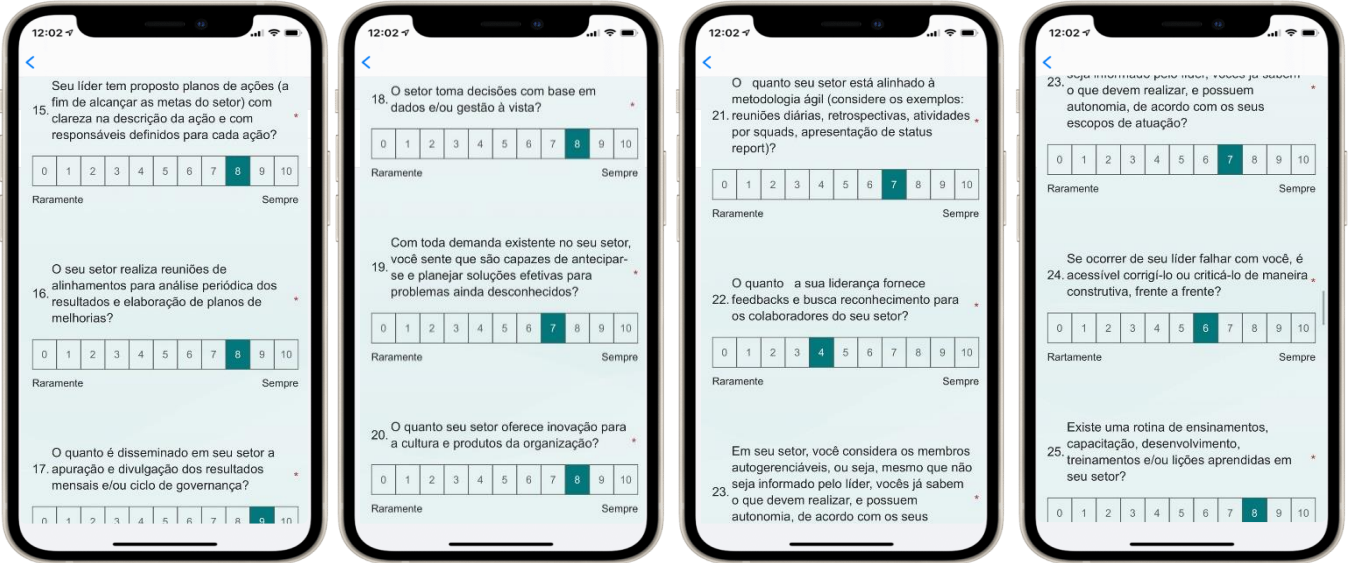 12:02
Seu líder tem proposto planos de ações (a
fim de alcançar as metas do setor) com
15. clareza na descrição da ação e com *
responsáveis definidos para cada ação?
0 1 2 3 4 5 6 7 8 9 10
Raramente Sempre
O seu setor realiza reuniões de
alinhamentos para análise periódica dos
16. resultados e elaboração de planos de *
melhorias?
0 1 2 3 4 5 6 7 8 9 10
Raramente Sempre
O quanto é disseminado em seu setor a
17. apuração e divulgação dos resultados *
mensais e/ou ciclo de governança?
0 1 2 3 4 5 6 7 8 9 10
12:02
O setor toma decisões com base em
18. dados e/ou gestão à vista? *
0 1 2 3 4 5 6 7 8 9 10
Raramente Sempre
Com toda demanda existente no seu setor,
você sente que são capazes de antecipar-
19. se e planejar soluções efetivas para *
problemas ainda desconhecidos?
0 1 2 3 4 5 6 7 8 9 10
Raramente Sempre
O quanto seu setor oferece inovação para
20. a cultura e produtos da organização? *
0 1 2 3 4 5 6 7 8 9 10
Raramente Sempre
12:02
O quanto seu setor está alinhado à
metodologia ágil (considere os exemplos:
21. reuniões diárias, retrospectivas, atividades *
por squads, apresentação de status
report)?
0 1 2 3 4 5 6 7 8 9 10
Raramente Sempre
O quanto a sua liderança fornece
22. feedbacks e busca reconhecimento para *
os colaboradores do seu setor?
0 1 2 3 4 5 6 7 8 9 10
Raramente Sempre
Em seu setor, você considera os membros
autogerenciáveis, ou seja, mesmo que não
seja informado pelo líder, vocês já sabem
23. o que devem realizar, e possuem *
autonomia, de acordo com os seus
12:02
seja informado pelo líder, vocês já sabem
23. o que devem realizar, e possuem *
autonomia, de acordo com os seus
escopos de atuação?
0 1 2 3 4 5 6 7 8 9 10
Raramente Sempre
Se ocorrer de seu líder falhar com você, é
24. acessível corrigí-lo ou criticá-lo de maneira *
construtiva, frente a frente?
0 1 2 3 4 5 6 7 8 9 10
Rartamente Sempre
Existe uma rotina de ensinamentos,
capacitação, desenvolvimento,
25. treinamentos e/ou lições aprendidas em *
seu setor?
0 1 2 3 4 5 6 7 8 9 10